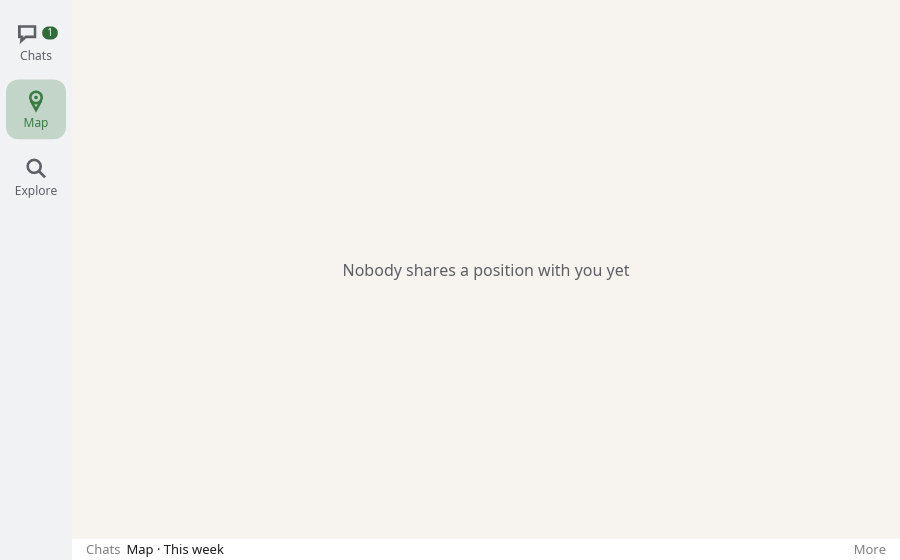 1
Chats
Map
Explore
Nobody shares a position with you yet
Chats Map · This week
More